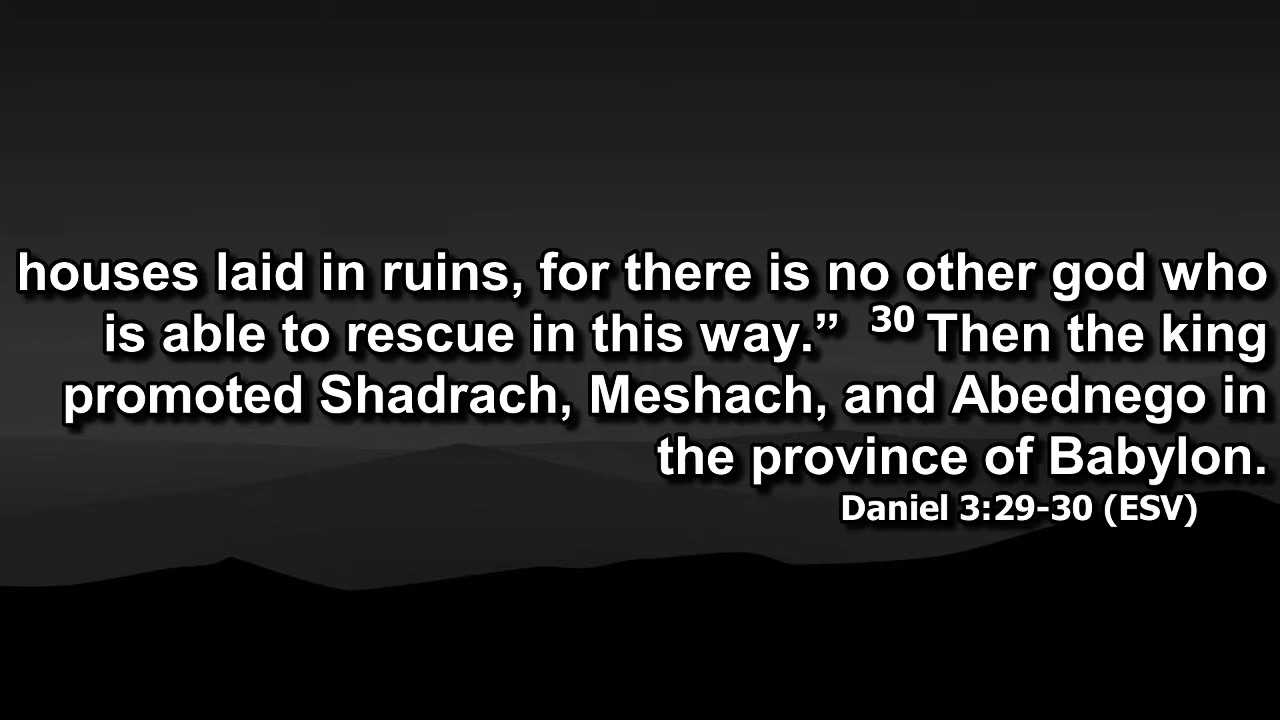 houses laid in ruins, for there is no other god who
is able to rescue in this way.” 30 Then the king
promoted Shadrach, Meshach, and Abednego in
the province of Babylon.
Daniel 3:29-30 (ESV)